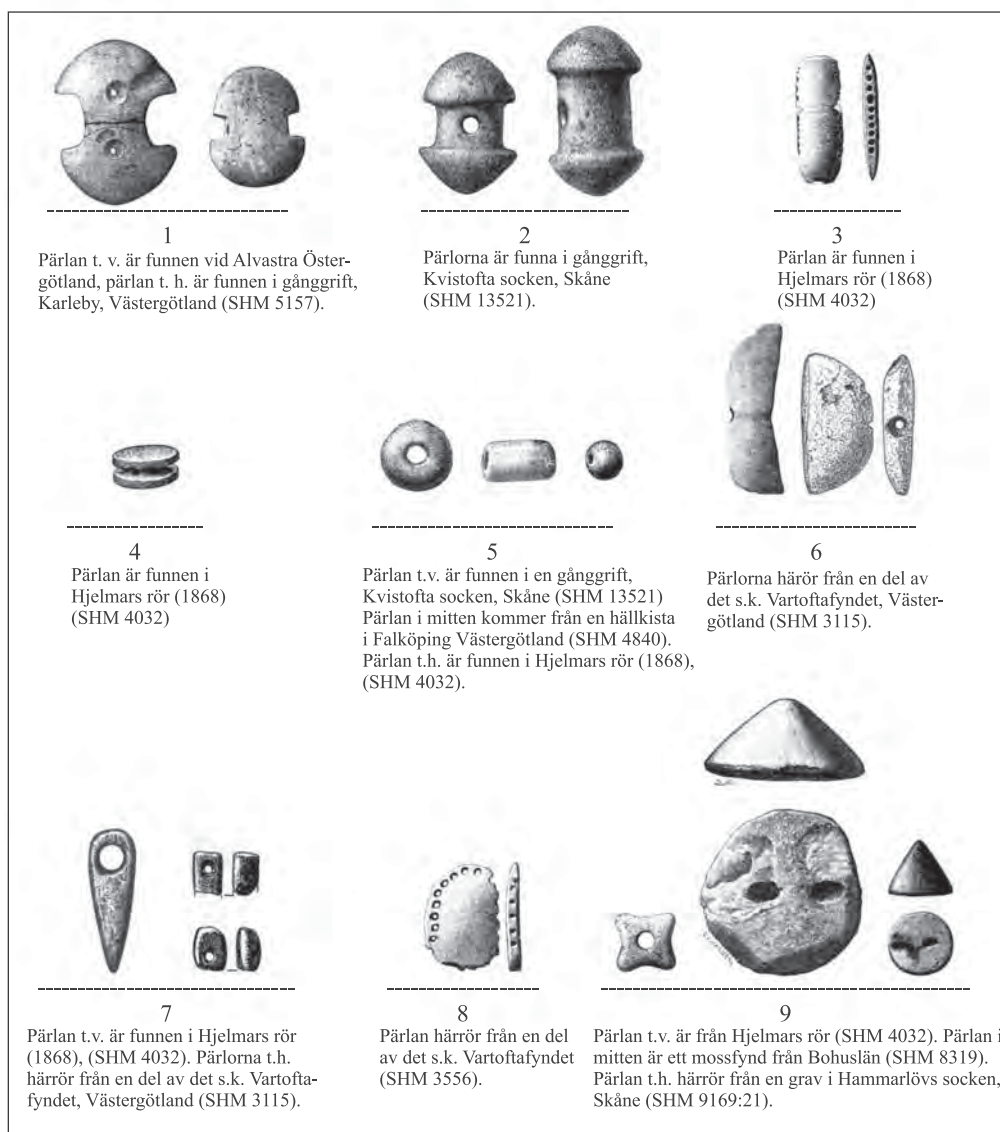 1
Pärlan t. v. är funnen vid Alvastra Öster-
götland, pärlan t. h. är funnen i gånggrift,
Karleby, Västergötland (SHM 5157).
2
Pärlorna är funna i gånggrift,
Kvistofta socken, Skåne
(SHM 13521).
3
Pärlan är funnen i
Hjelmars rör (1868)
(SHM 4032)
4
Pärlan är funnen i
Hjelmars rör (1868)
(SHM 4032)
5
Pärlan t.v. är funnen i en gånggrift,
Kvistofta socken, Skåne (SHM 13521)
Pärlan i mitten kommer från en hällkista
i Falköping Västergötland (SHM 4840).
Pärlan t.h. är funnen i Hjelmars rör (1868),
(SHM 4032).
6
Pärlorna härör från en del av
det s.k. Vartoftafyndet, Väster-
götland (SHM 3115).
7
Pärlan t.v. är funnen i Hjelmars rör
(1868), (SHM 4032). Pärlorna t.h.
härrör från en del av det s.k. Vartofta-
fyndet, Västergötland (SHM 3115).
8
Pärlan härrör från en del
av det s.k. Vartoftafyndet
(SHM 3556).
9
Pärlan t.v. är från Hjelmars rör (SHM 4032). Pärlan i
mitten är ett mossfynd från Bohuslän (SHM 8319).
Pärlan t.h. härrör från en grav i Hammarlövs socken,
Skåne (SHM 9169:21).